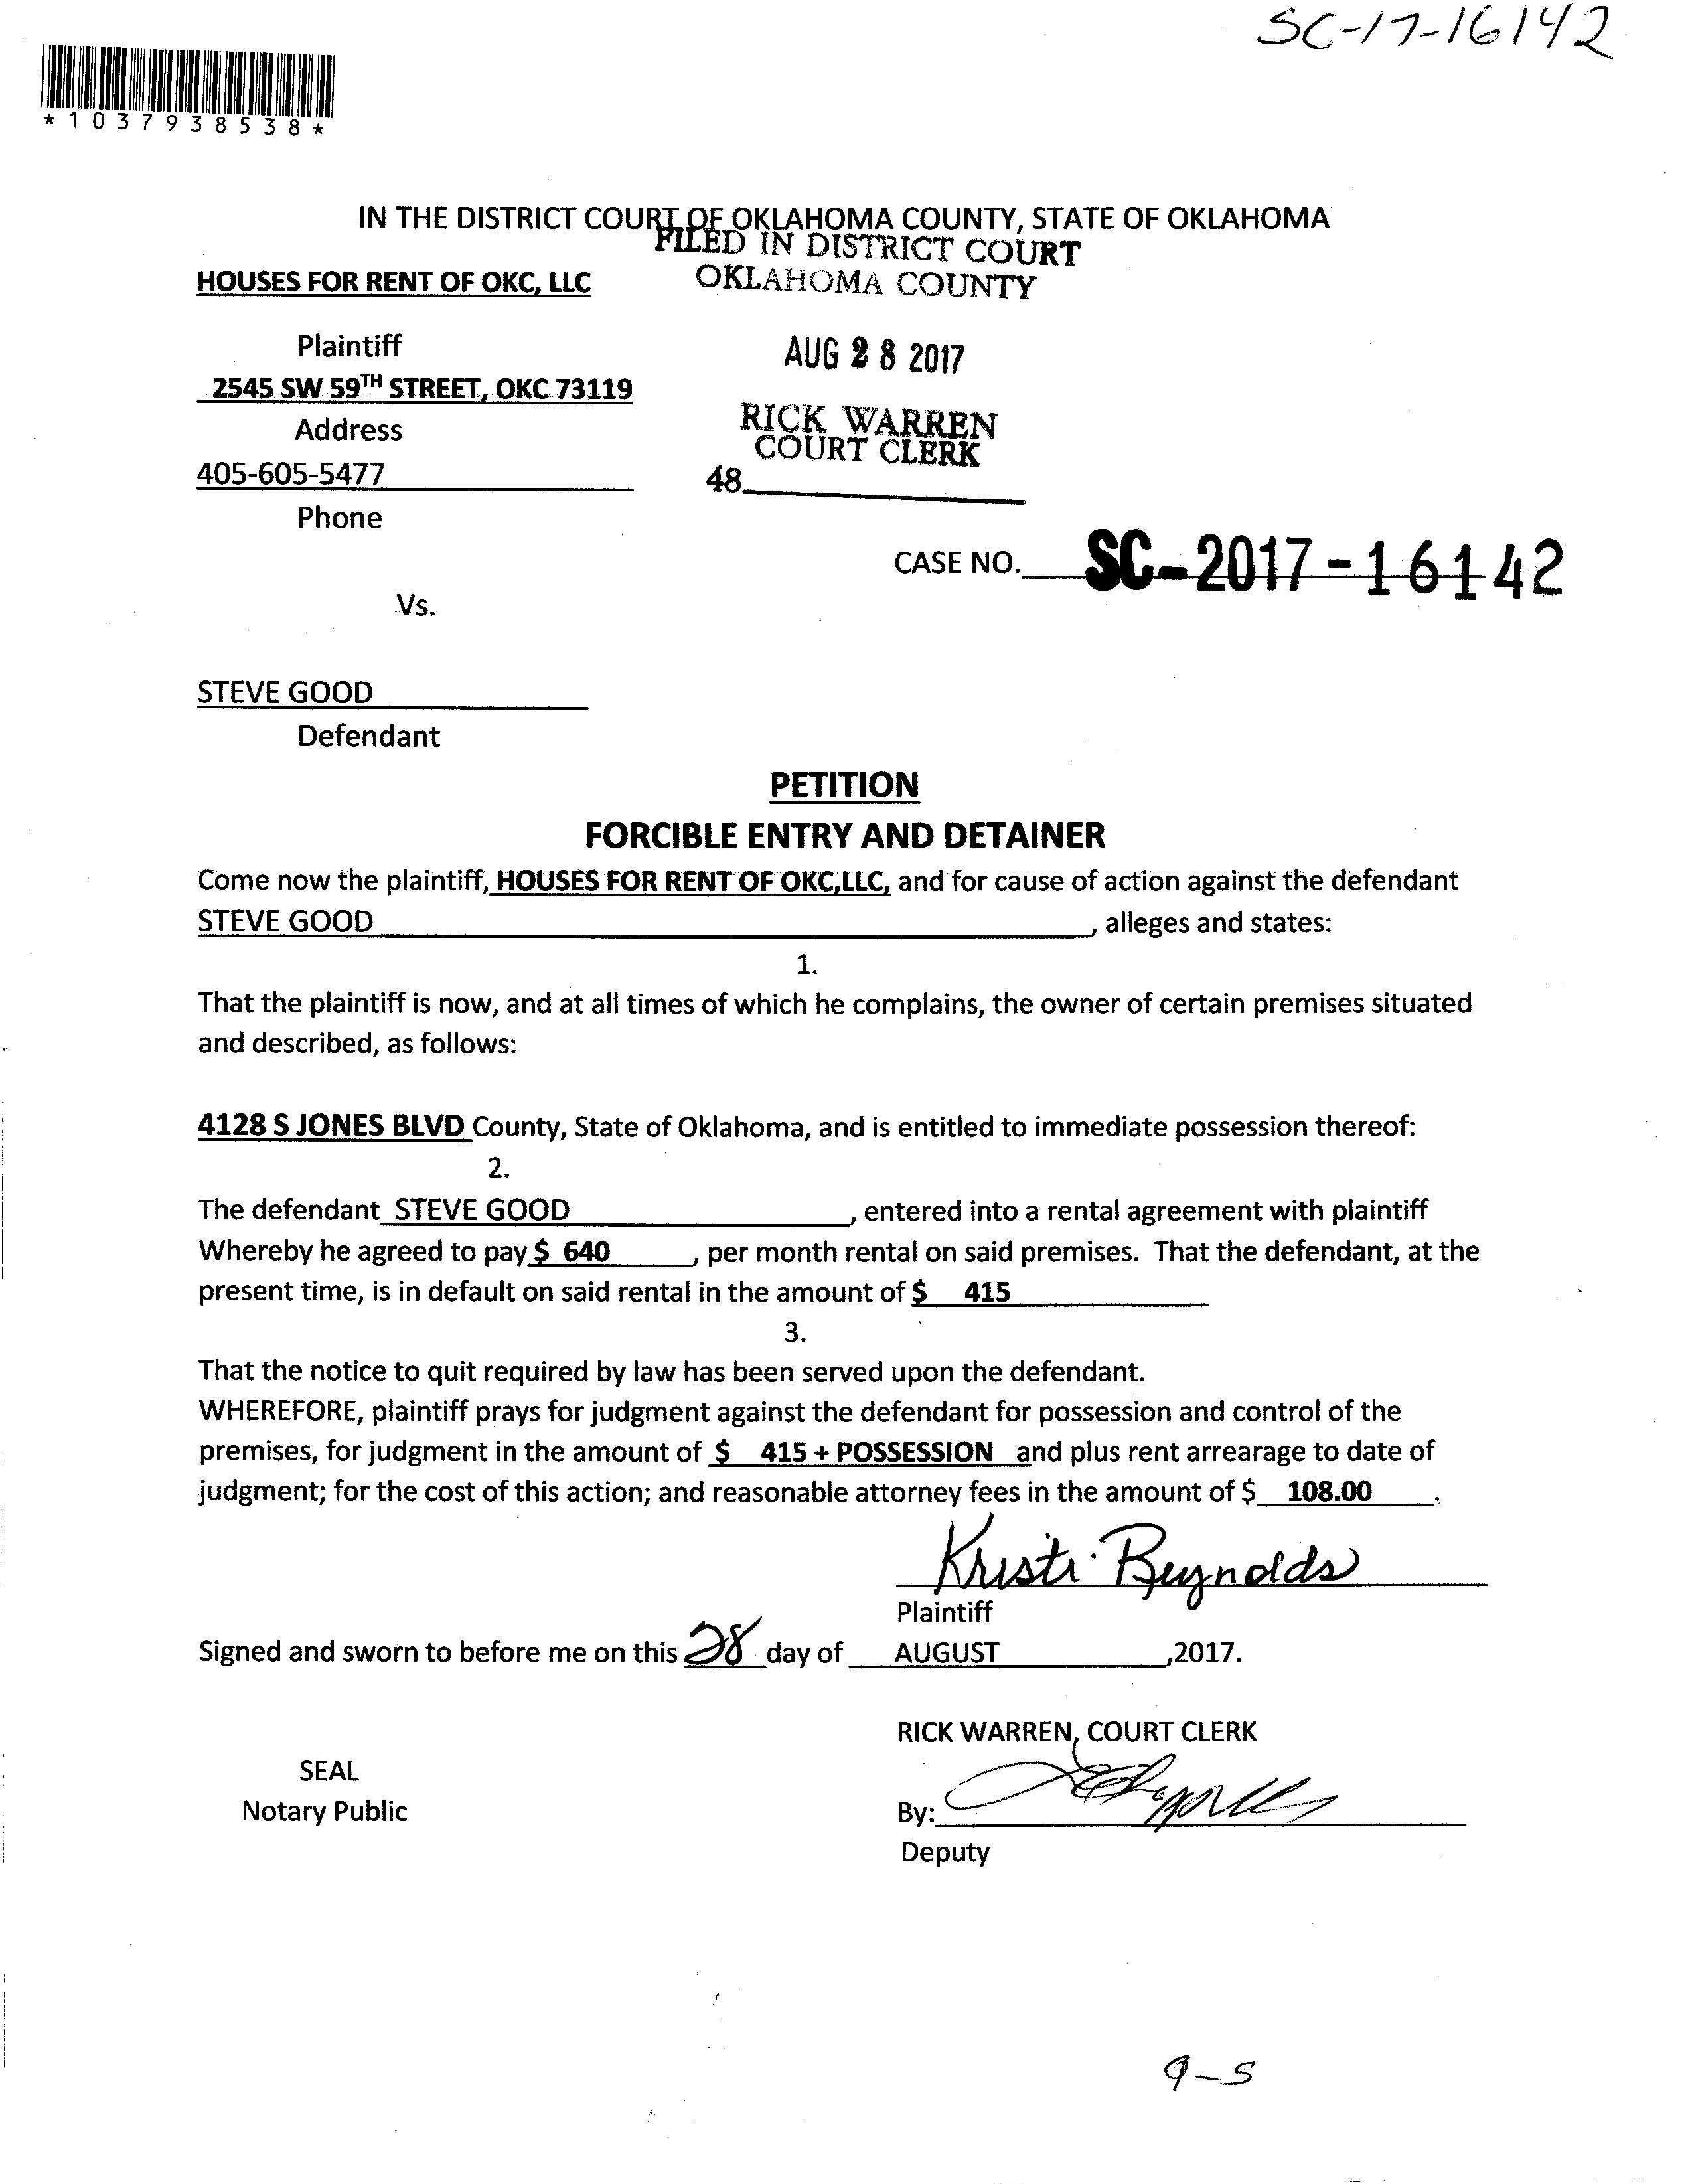 SC-17-16142
*1037938538*
IN THE DISTRICT COURT OF OKLAHOMA COUNTY, STATE OF OKLAHOMA
FILED IN DISTRICT COURT
OKLAHOMA COUNTY
HOUSES FOR RENT OF OKC, LLC
Plaintiff
AUG 28 2017
2545 SW 59TH STREET, OKC 73119
Address
RICK WARREN
COURT CLERK
405-605-5477
48
Phone
CASE NO. SC-2017-16142
Vs.
STEVE GOOD
Defendant
PETITION
FORCIBLE ENTRY AND DETAINER
Come now the plaintiff, HOUSES FOR RENT OF OKC,LLC, and for cause of action against the defendant
STEVE GOOD, alleges and states:
1.
That the plaintiff is now, and at all times of which he complains, the owner of certain premises situated
and described, as follows:
4128 S JONES BLVD County, State of Oklahoma, and is entitled to immediate possession thereof:
2.
The defendant STEVE GOOD, entered into a rental agreement with plaintiff
Whereby he agreed to pay $ 640, per month rental on said premises. That the defendant, at the
present time, is in default on said rental in the amount of $ 415
3.
That the notice to quit required by law has been served upon the defendant.
WHEREFORE, plaintiff prays for judgment against the defendant for possession and control of the
premises, for judgment in the amount of $ 415 + POSSESSION and plus rent arrearage to date of
judgment; for the cost of this action; and reasonable attorney fees in the amount of $ 108.00.
Kristi Reynolds
Plaintiff
Signed and sworn to before me on this 28 day of AUGUST,2017.
RICK WARREN, COURT CLERK
SEAL
Notary Public
By:
Deputy
9-5